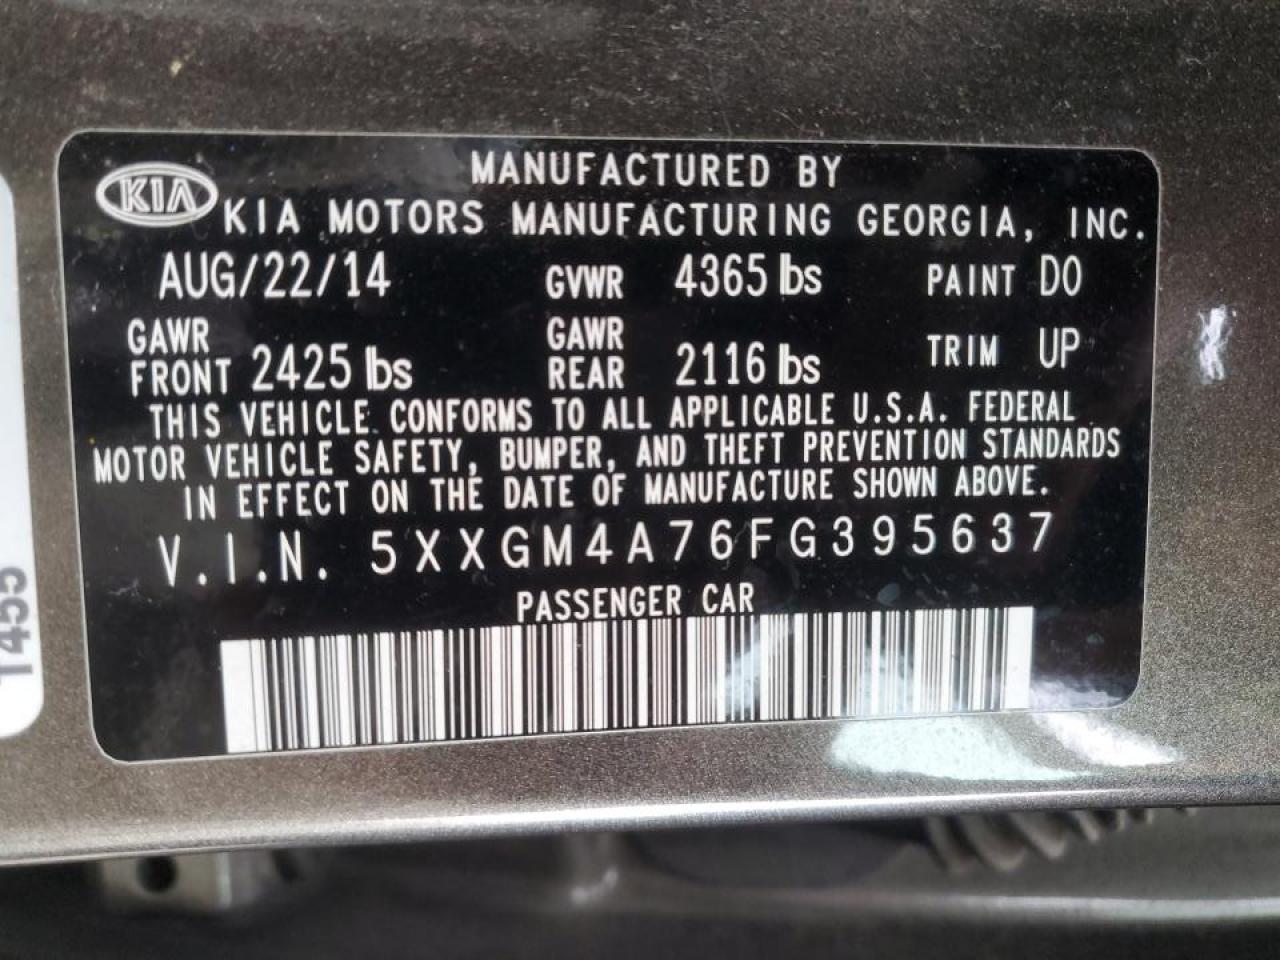 MANUFACTURED BY
KIA KIA MOTORS MANUFACTURING GEORGIA, INC.
AUG/22/14 GVWR 4365 lbs PAINT DO
GAWR FRONT 2425 lbs GAWR REAR 2116 lbs TRIM UP
THIS VEHICLE CONFORMS TO ALL APPLICABLE U.S.A. FEDERAL
MOTOR VEHICLE SAFETY, BUMPER, AND THEFT PREVENTION STANDARDS
IN EFFECT ON THE DATE OF MANUFACTURE SHOWN ABOVE.
V.I.N. 5XXGM4A76FG395637
PASSENGER CAR
1455